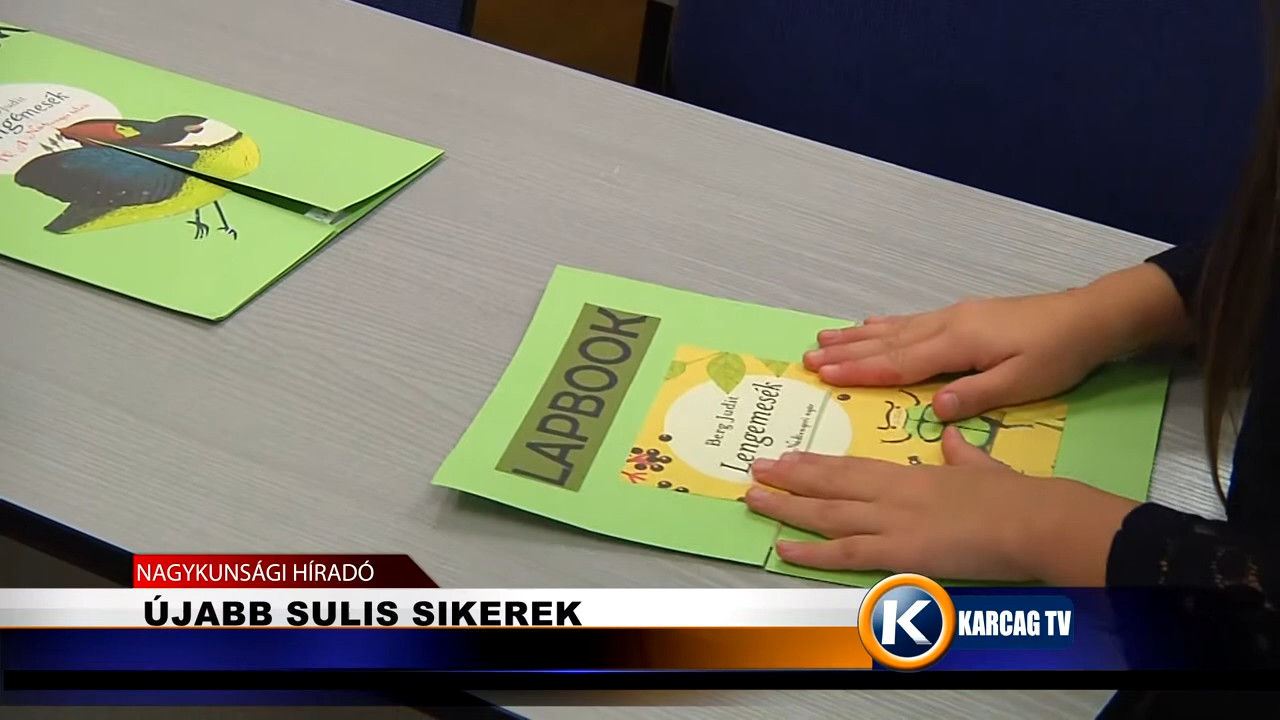 Lengemesék
LAPBOOK
Berg Judit
Lengemesék
NAGYKUNSÁGI HÍRADÓ
ÚJABB SULIS SIKEREK
K KARCAG TV